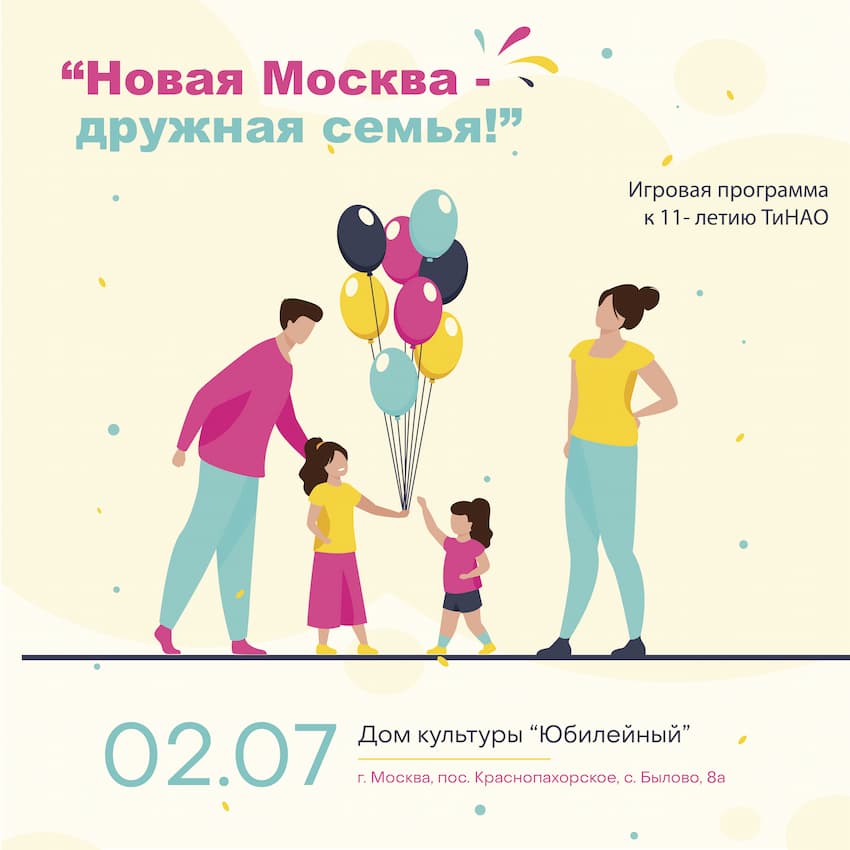 “Новая Москва -
дружная семья!”
Игровая программа
к 11- летию ТиНАО
02.07
Дом культуры “Юбилейный”
г. Москва, пос. Краснопахорское, с. Былово, 8а